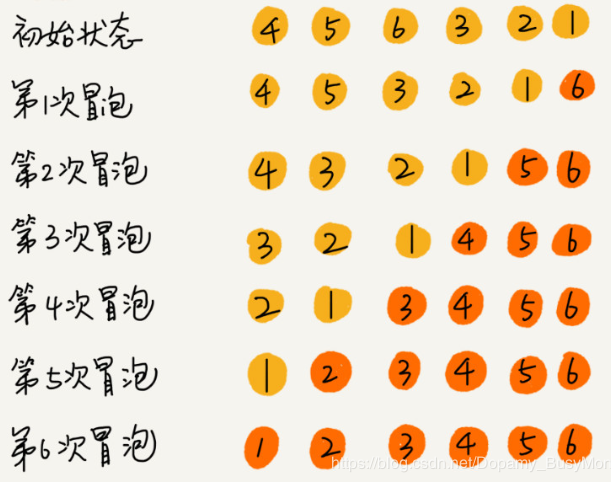 初始状态 4 5 6 3 2 1
第1次冒泡 4 5 3 2 1 6
第2次冒泡 4 3 2 1 5 6
第3次冒泡 3 2 1 4 5 6
第4次冒泡 2 1 3 4 5 6
第5次冒泡 1 2 3 4 5 6
第6次冒泡 1 2 3 4 5 6
https://blog.csdn.net/Dopamy_BusyMon